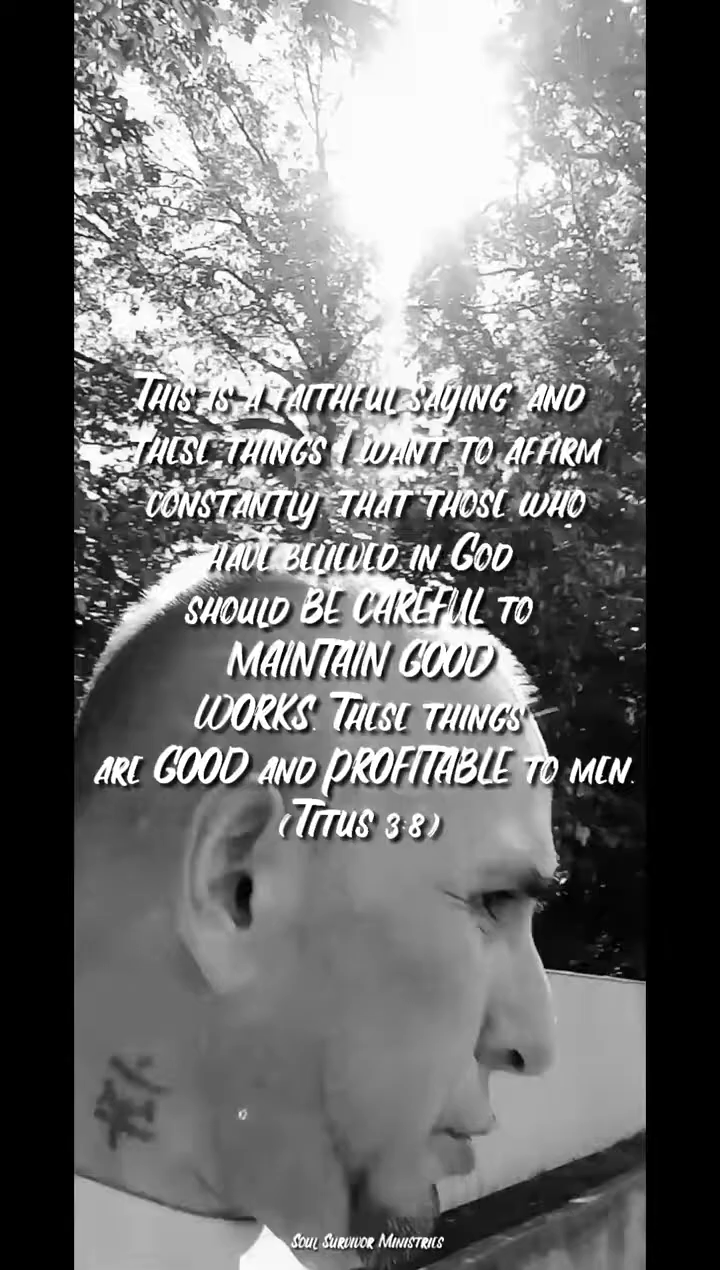 This is a faithful saying and
these things I want to affirm
constantly that those who
have believed in God
should BE CAREFUL to
MAINTAIN GOOD
WORKS. These things
are GOOD and PROFITABLE to men.
(Titus 3:8)
Soul Survivor Ministries